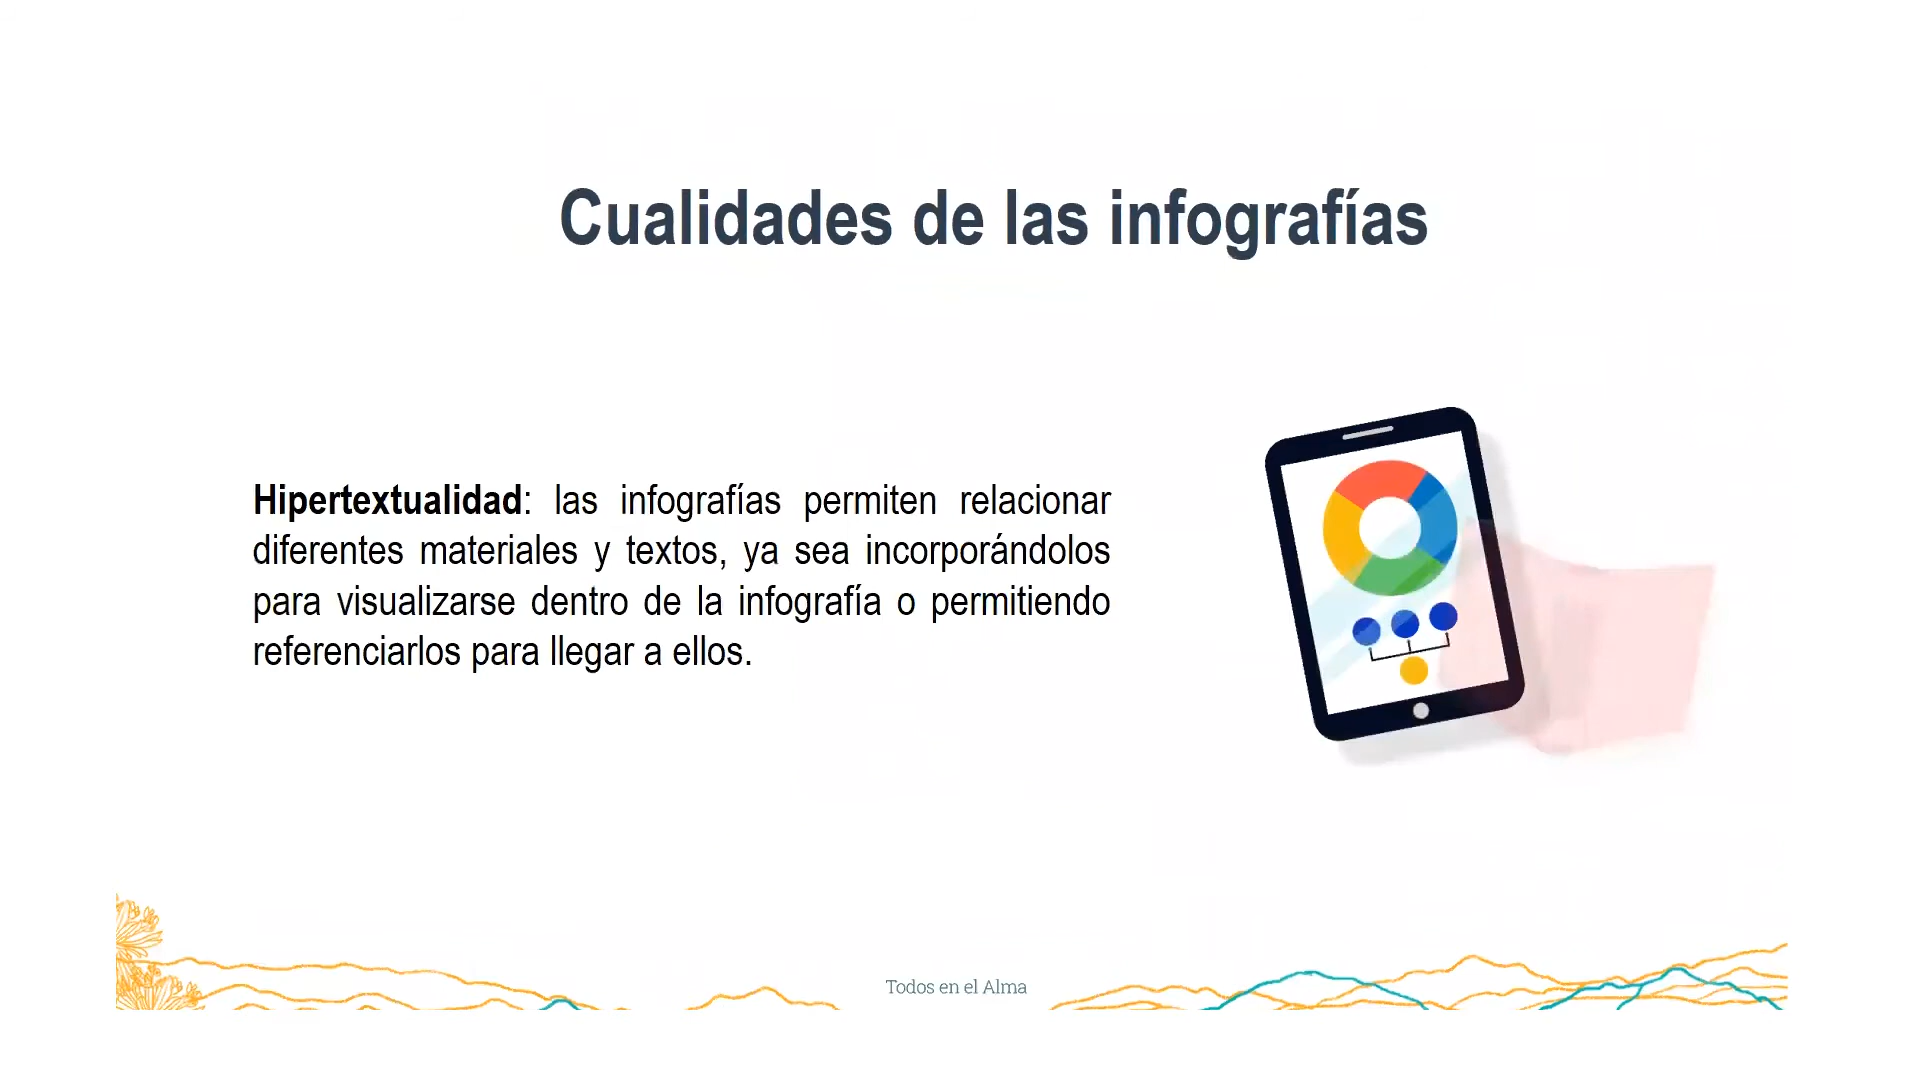 Cualidades de las infografías
Hipertextualidad: las infografías permiten relacionar
diferentes materiales y textos, ya sea incorporándolos
para visualizarse dentro de la infografía o permitiendo
referenciarlos para llegar a ellos.
Todos en el Alma